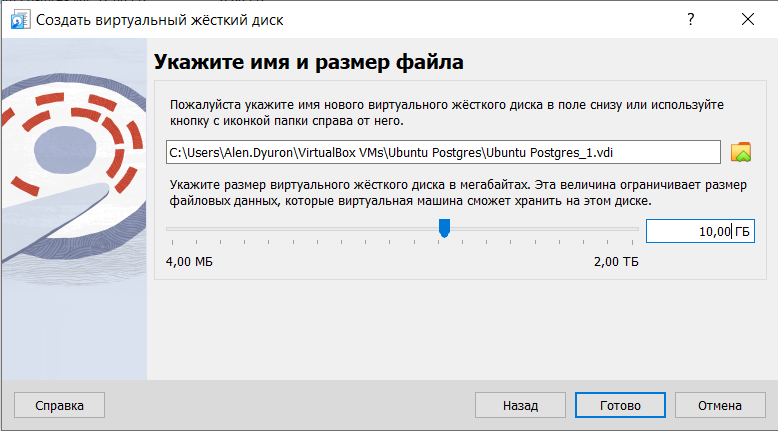 Создать виртуальный жёсткий диск
?
Укажите имя и размер файла
Пожалуйста укажите имя нового виртуального жёсткого диска в поле снизу или используйте
кнопку с иконкой папки справа от него.
C:\Users\Alen.Dyuron\VirtualBox VMs\Ubuntu Postgres\Ubuntu Postgres_1.vdi
Укажите размер виртуального жёсткого диска в мегабайтах. Эта величина ограничивает размер
файловых данных, которые виртуальная машина сможет хранить на этом диске.
10,00 ГБ
4,00 МБ
2,00 ТБ
Справка
Назад
Готово
Отмена